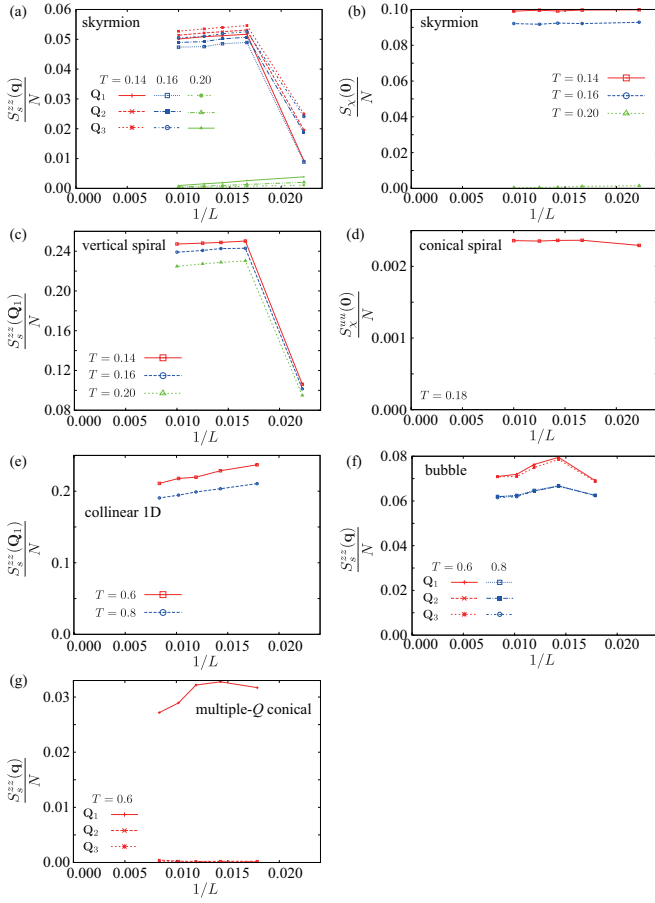 (a)
skyrmion
0.06
0.05
0.04
0.03
0.02
0.01
0.00
S_s^{zz}(q)/N
T = 0.14 0.16 0.20
Q1
Q2
Q3
0.000 0.005 0.010 0.015 0.020
1/L
(b)
skyrmion
0.10
0.08
0.06
0.04
0.02
0.00
S_χ(0)/N
T = 0.14
T = 0.16
T = 0.20
0.000 0.005 0.010 0.015 0.020
1/L
(c)
vertical spiral
0.24
0.20
0.16
0.12
0.08
S_s^{zz}(Q1)/N
T = 0.14
T = 0.16
T = 0.20
0.000 0.005 0.010 0.015 0.020
1/L
(d)
conical spiral
0.002
0.001
0.000
S_χ^{uu}(0)/N
T = 0.18
0.000 0.005 0.010 0.015 0.020
1/L
(e)
0.2
0.1
0.0
S_s^{zz}(Q1)/N
collinear 1D
T = 0.6
T = 0.8
0.000 0.005 0.010 0.015 0.020
1/L
(f)
bubble
0.08
0.06
0.04
0.02
0.00
S_s^{zz}(q)/N
T = 0.6 0.8
Q1
Q2
Q3
0.000 0.005 0.010 0.015 0.020
1/L
(g)
multiple-Q conical
0.03
0.02
0.01
0.00
S_s^{zz}(q)/N
T = 0.6
Q1
Q2
Q3
0.000 0.005 0.010 0.015 0.020
1/L